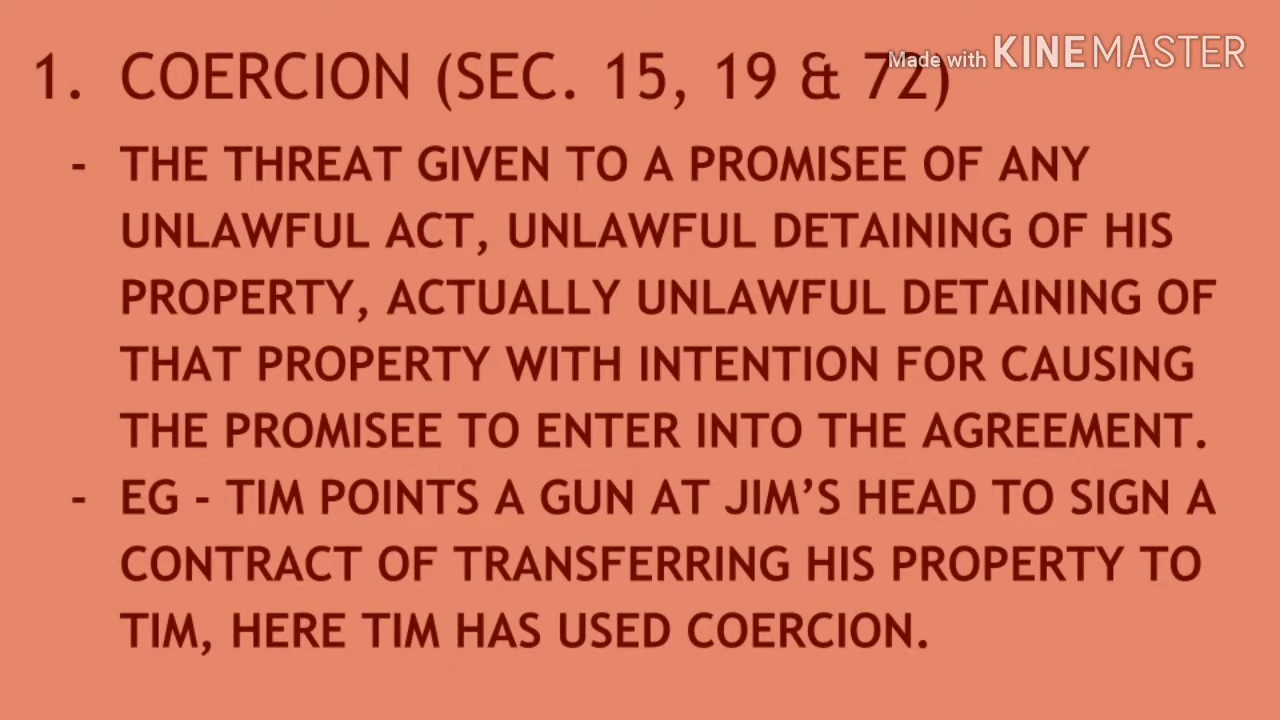 Made with KINEMASTER
1. COERCION (SEC. 15, 19 & 72)
- THE THREAT GIVEN TO A PROMISEE OF ANY
UNLAWFUL ACT, UNLAWFUL DETAINING OF HIS
PROPERTY, ACTUALLY UNLAWFUL DETAINING OF
THAT PROPERTY WITH INTENTION FOR CAUSING
THE PROMISEE TO ENTER INTO THE AGREEMENT.
- EG - TIM POINTS A GUN AT JIM’S HEAD TO SIGN A
CONTRACT OF TRANSFERRING HIS PROPERTY TO
TIM, HERE TIM HAS USED COERCION.